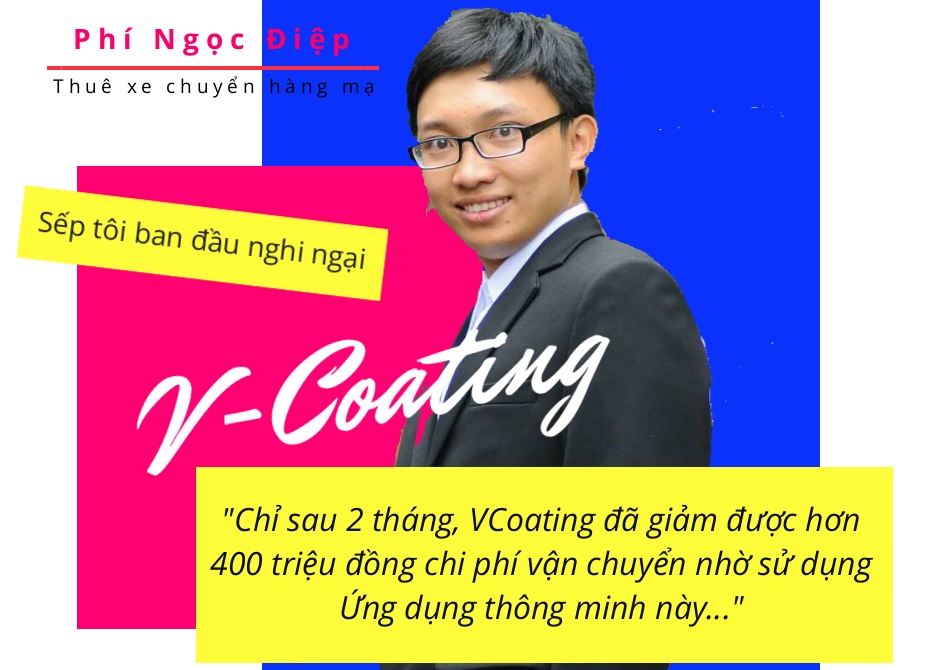 Phí Ngọc Điệp
Thuê xe chuyển hàng mạ
Sếp tôi ban đầu nghi ngại
V-Coating
"Chỉ sau 2 tháng, VCoating đã giảm được hơn
400 triệu đồng chi phí vận chuyển nhờ sử dụng
Ứng dụng thông minh này..."